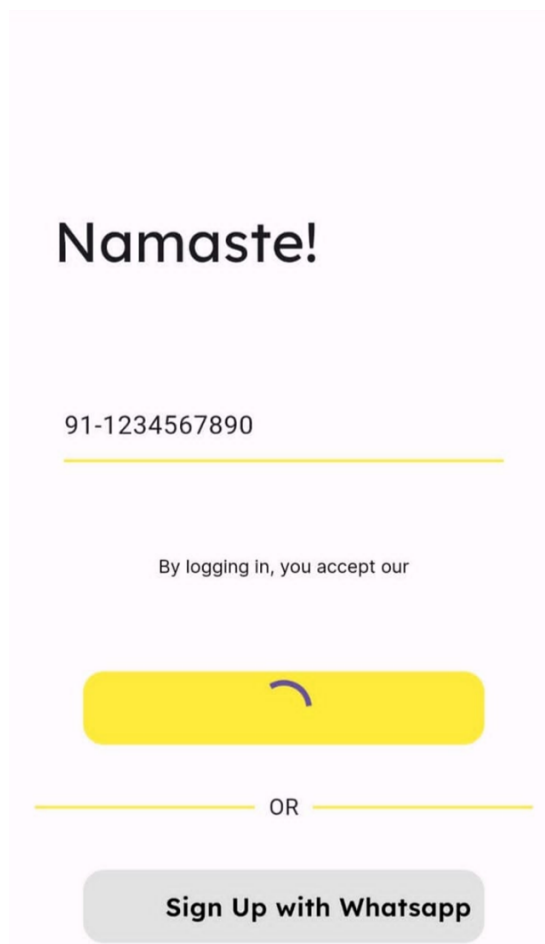 Namaste!
91-1234567890
By logging in, you accept our
OR
Sign Up with Whatsapp